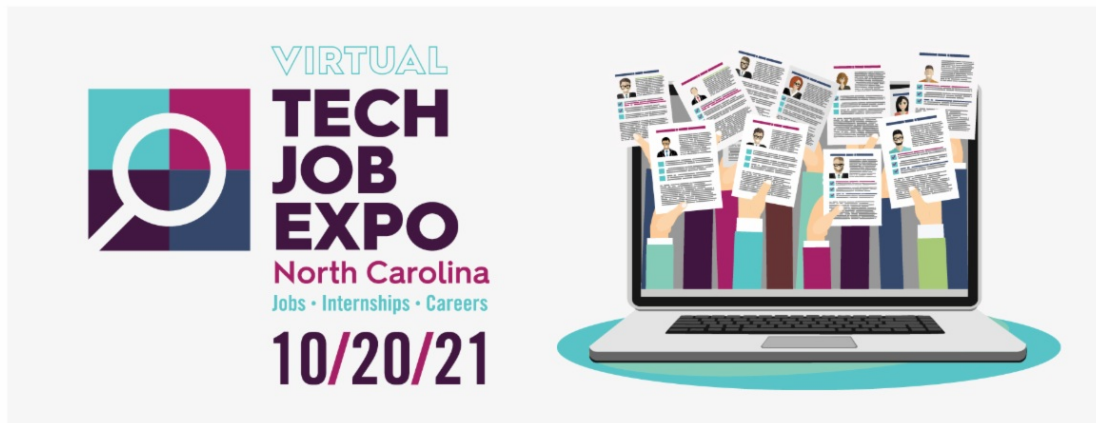 VIRTUAL
TECH
JOB
EXPO
North Carolina
Jobs • Internships • Careers
10/20/21